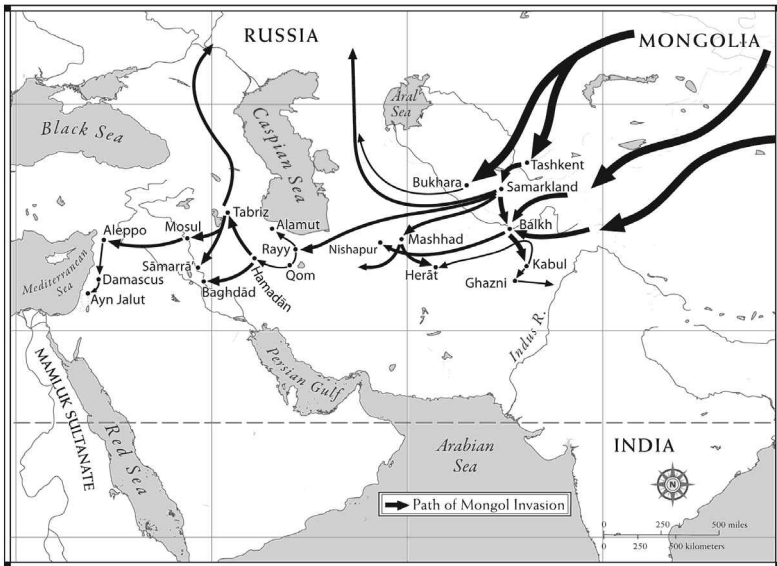 RUSSIA
MONGOLIA
Black Sea
Caspian Sea
Aral
Sea
Tashkent
Bukhara
Samarkland
Bálkh
Tabriz
Alamut
Aleppo
Mosul
Rayy
Nishapur
Mashhad
Mediterranean
Sea
Sāmarrā'
Qom
Herāt
Kabul
Damascus
Baghdād
Hamadān
Ghazni
Ayn Jalut
Indus R.
Persian Gulf
MAMLUK SULTANATE
Red Sea
Arabian
Sea
INDIA
N
Path of Mongol Invasion
0 250 500 miles
0 250 500 kilometers